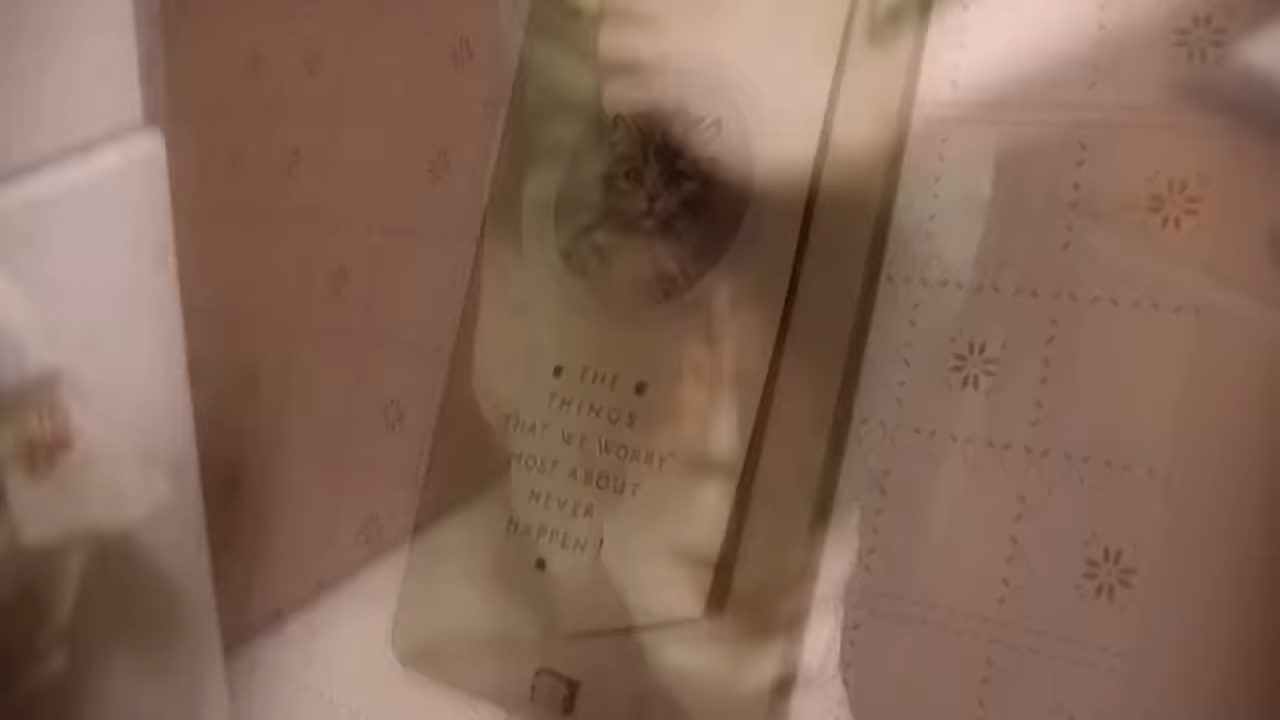 THE
THINGS
THAT WE WORRY
MOST ABOUT
NEVER
HAPPEN!